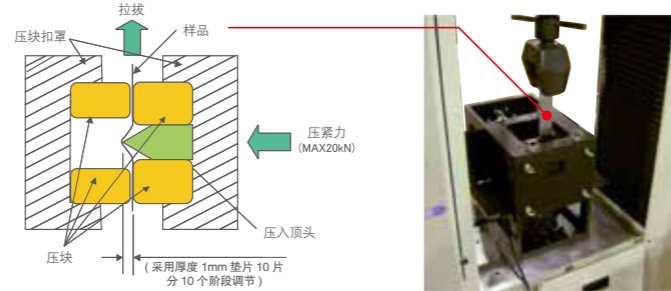 拉拔
样品
压块扣罩
压紧力
(MAX20kN)
压入顶头
压块
( 采用厚度 1mm 垫片 10 片
分 10 个阶段调节 )